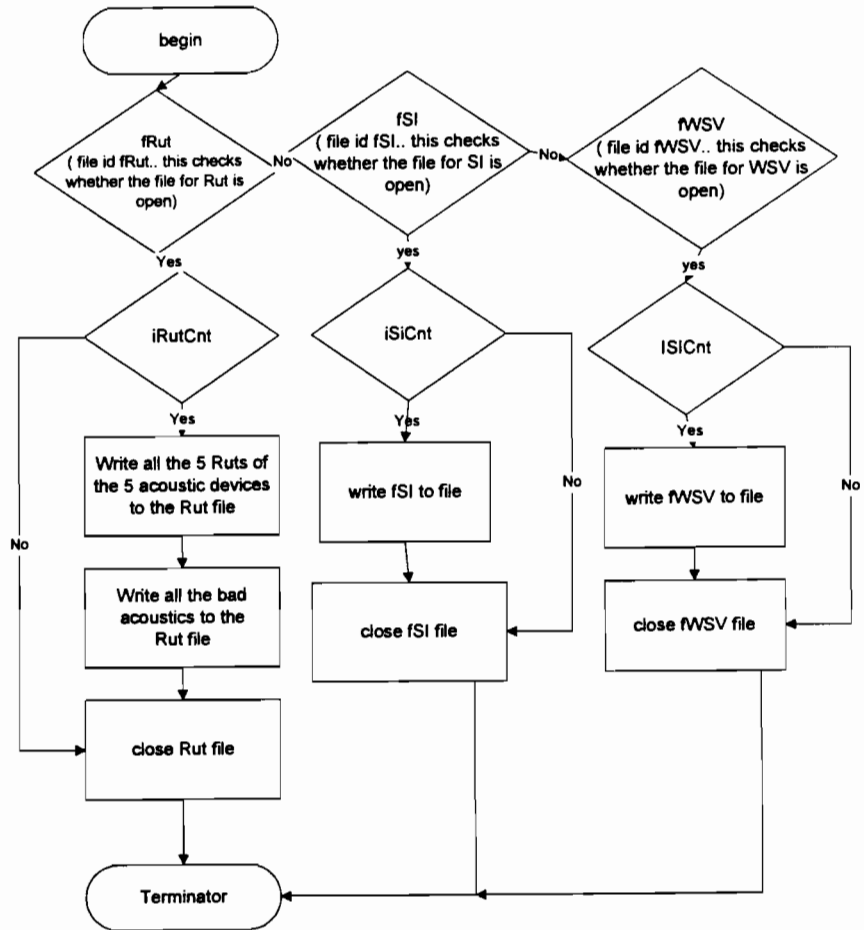 begin
fRut
( file id fRut.. this checks
whether the file for Rut is
open)
No
fSI
( file id fSI.. this checks
whether the file for SI is
open)
No
fWSV
( file id fWSV.. this checks
whether the file for WSV is
open)
Yes
yes
yes
iRutCnt
iSiCnt
ISICnt
Yes
Yes
Yes
Write all the 5 Ruts of
the 5 acoustic devices
to the Rut file
write fSI to file
write fWSV to file
No
No
No
Write all the bad
acoustics to the
Rut file
close fSI file
close fWSV file
close Rut file
Terminator